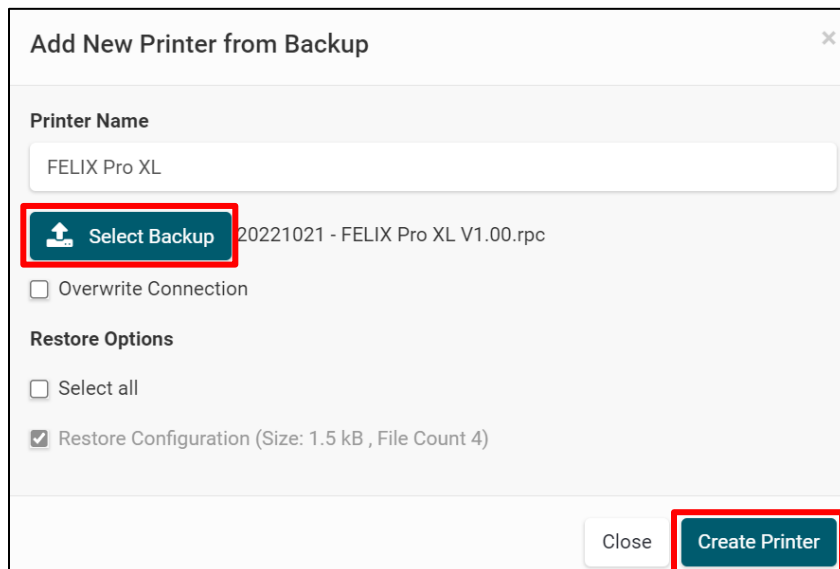 Add New Printer from Backup
×
Printer Name
FELIX Pro XL
Select Backup 20221021 - FELIX Pro XL V1.00.rpc
Overwrite Connection
Restore Options
Select all
Restore Configuration (Size: 1.5 kB , File Count 4)
Close Create Printer